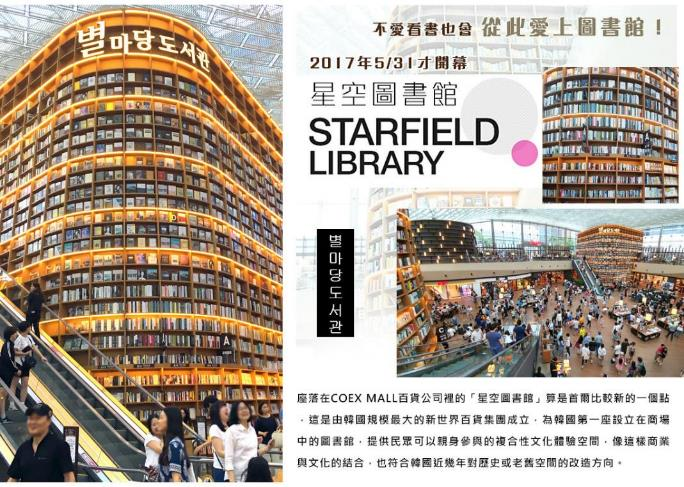 별마당도서관
不愛看書也會 從此愛上圖書館！
2017年5/31才開幕
星空圖書館
STARFIELD
LIBRARY
별마당도서관
座落在COEX MALL百貨公司裡的「星空圖書館」算是首爾比較新的一個點
，這是由韓國規模最大的新世界百貨集團成立，為韓國第一座設立在商場
中的圖書館，提供民眾可以親身參與的複合性文化體驗空間，像這樣商業
與文化的結合，也符合韓國近幾年對歷史或老舊空間的改造方向。